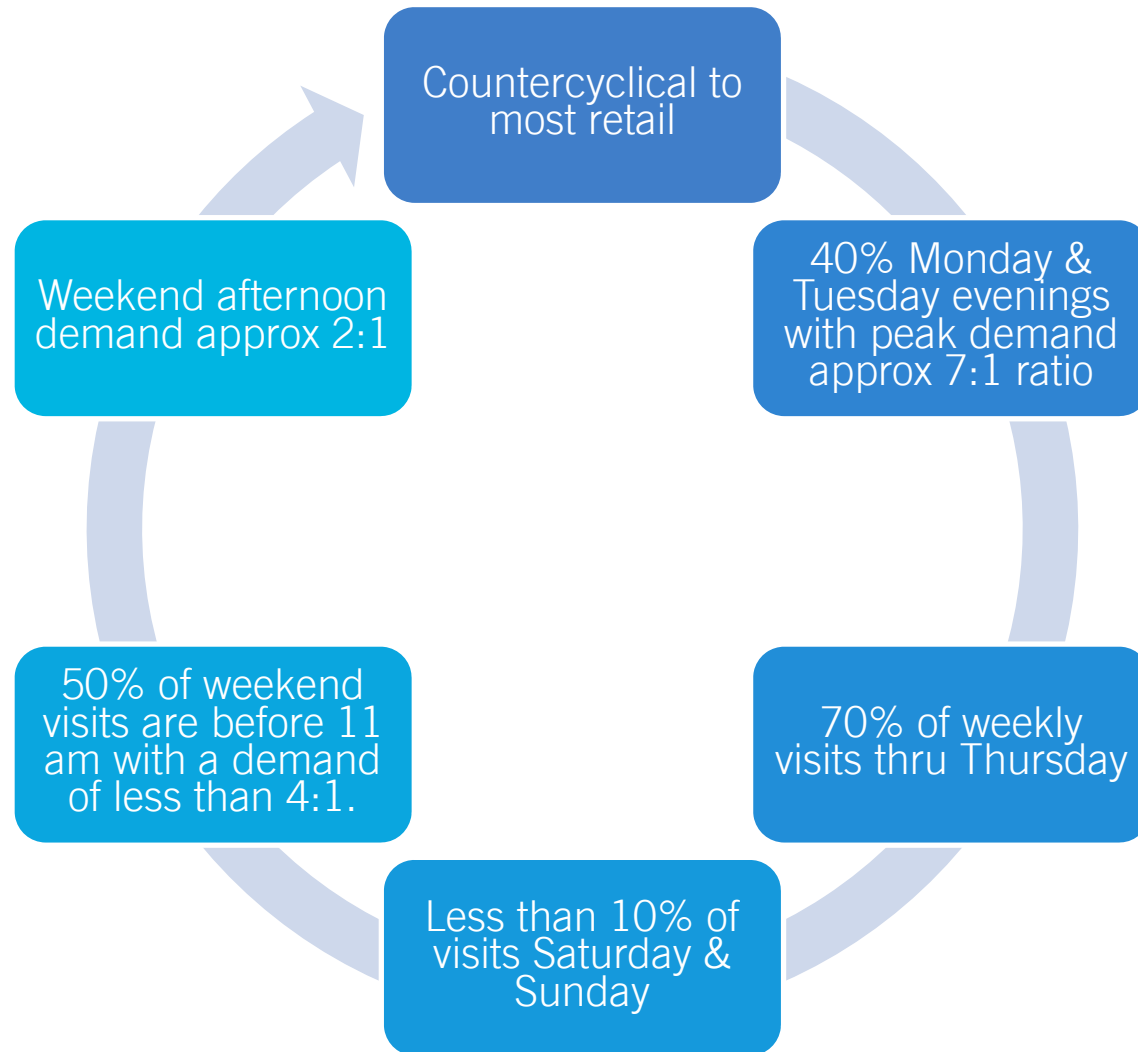 Countercyclical to
most retail
40% Monday &
Tuesday evenings
with peak demand
approx 7:1 ratio
70% of weekly
visits thru Thursday
Less than 10% of
visits Saturday &
Sunday
50% of weekend
visits are before 11
am with a demand
of less than 4:1.
Weekend afternoon
demand approx 2:1